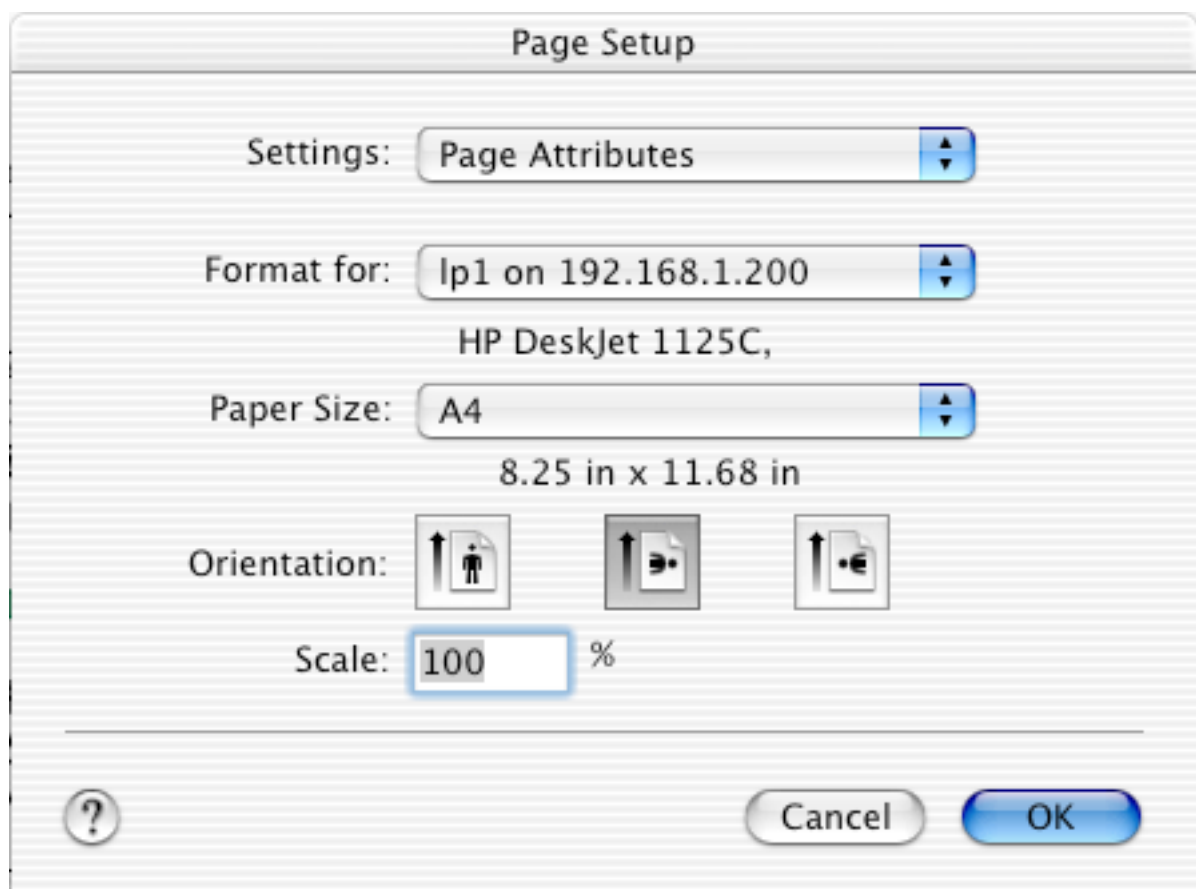 Page Setup
Settings: Page Attributes
Format for: lp1 on 192.168.1.200
HP DeskJet 1125C,
Paper Size: A4
8.25 in x 11.68 in
Orientation:
Scale: 100 %
? Cancel OK